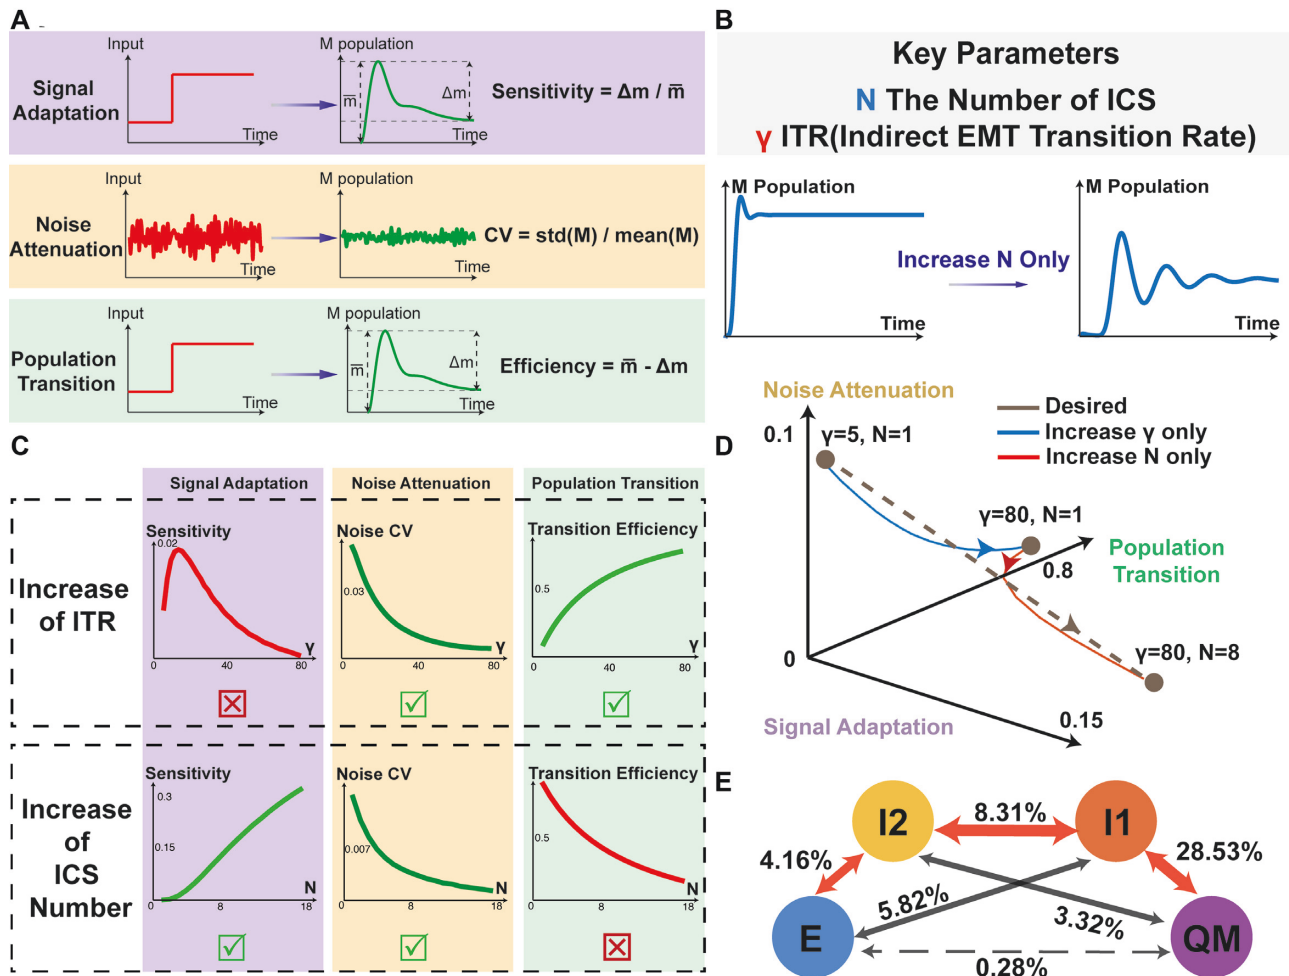 A
Input
M population
Signal
Adaptation
m̅
Δm
Sensitivity = Δm / m̅
Time
Time
Input
M population
Noise
Attenuation
CV = std(M) / mean(M)
Time
Time
Input
M population
Population
Transition
m̅
Δm
Efficiency = m̅ - Δm
Time
Time
B
Key Parameters
N The Number of ICS
γ ITR(Indirect EMT Transition Rate)
M Population
M Population
Increase N Only
Time
Time
C
Signal Adaptation
Noise Attenuation
Population Transition
Increase
of ITR
Sensitivity
0.02
γ
0
40
80
Noise CV
0.03
γ
0
40
80
Transition Efficiency
0.5
γ
0
40
80
Increase
of
ICS
Number
Sensitivity
0.3
0.15
N
0
8
18
Noise CV
0.007
N
0
8
18
Transition Efficiency
0.5
N
0
8
18
D
Noise Attenuation
0.1
γ=5, N=1
Desired
Increase γ only
Increase N only
γ=80, N=1
Population
Transition
0.8
0
γ=80, N=8
Signal Adaptation
0.15
E
I2
8.31%
I1
4.16%
28.53%
5.82%
3.32%
E
QM
0.28%